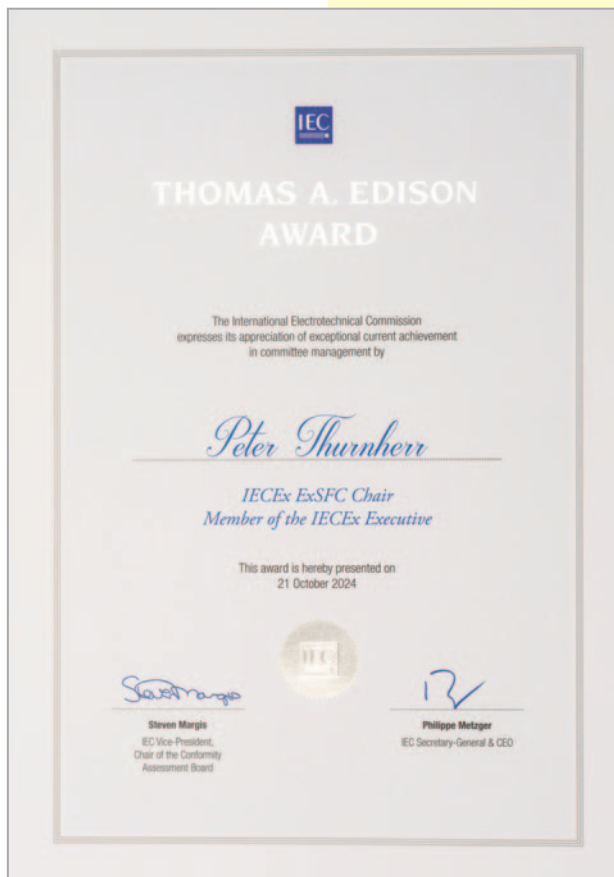 IEC
THOMAS A. EDISON
AWARD
The International Electrotechnical Commission
expresses its appreciation of exceptional current achievement
in committee management by
Peter Thurnherr
IECEx ExSFC Chair
Member of the IECEx Executive
This award is hereby presented on
21 October 2024
IEC
Steven Margis
IEC Vice-President,
Chair of the Conformity
Assessment Board
Philippe Metzger
IEC Secretary-General & CEO